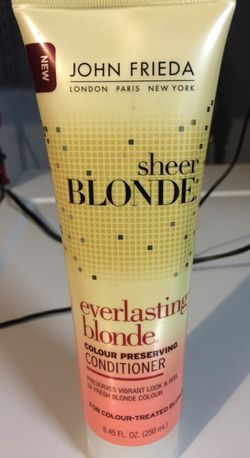 NEW
JOHN FRIEDA
LONDON PARIS NEW YORK
sheer
BLONDE
everlasting
blonde
COLOUR PRESERVING
CONDITIONER
PRESERVES VIBRANT LOOK & FEEL
OF FRESH BLONDE COLOUR
FOR COLOUR-TREATED
8.45 FL. OZ. (250 mL)